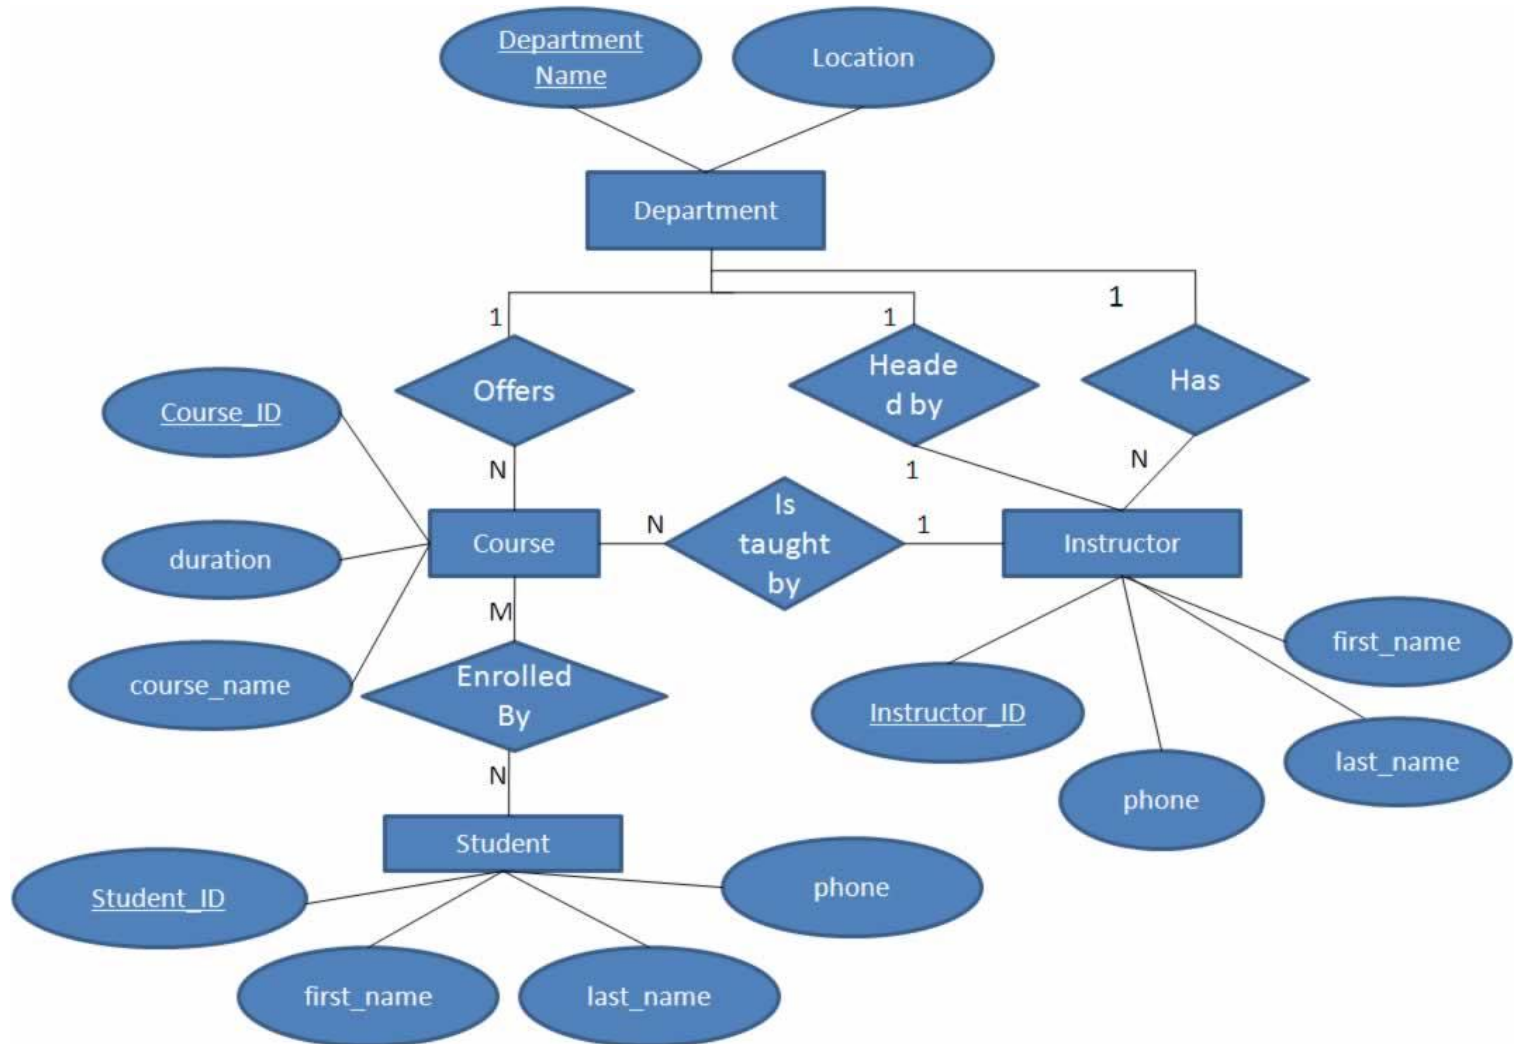 Department
Name
Location
Department
1
1
1
Offers
Heade
d by
Has
Course_ID
N
1
N
duration
Course
N
Is
taught
by
1
Instructor
M
course_name
Enrolled
By
Instructor_ID
first_name
last_name
phone
N
Student
Student_ID
phone
first_name
last_name